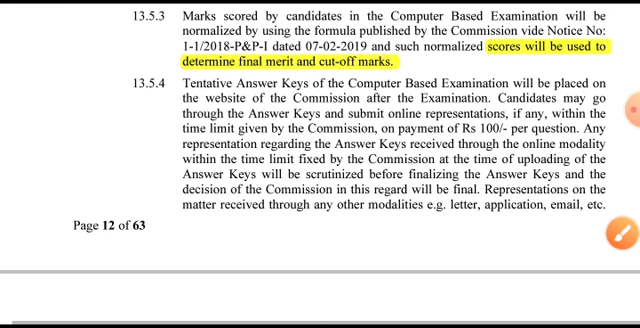 13.5.3 Marks scored by candidates in the Computer Based Examination will be
normalized by using the formula published by the Commission vide Notice No:
1-1/2018-P&P-I dated 07-02-2019 and such normalized scores will be used to
determine final merit and cut-off marks.
13.5.4 Tentative Answer Keys of the Computer Based Examination will be placed on
the website of the Commission after the Examination. Candidates may go
through the Answer Keys and submit online representations, if any, within the
time limit given by the Commission, on payment of Rs 100/- per question. Any
representation regarding the Answer Keys received through the online modality
within the time limit fixed by the Commission at the time of uploading of the
Answer Keys will be scrutinized before finalizing the Answer Keys and the
decision of the Commission in this regard will be final. Representations on the
matter received through any other modalities e.g. letter, application, email, etc.
Page 12 of 63